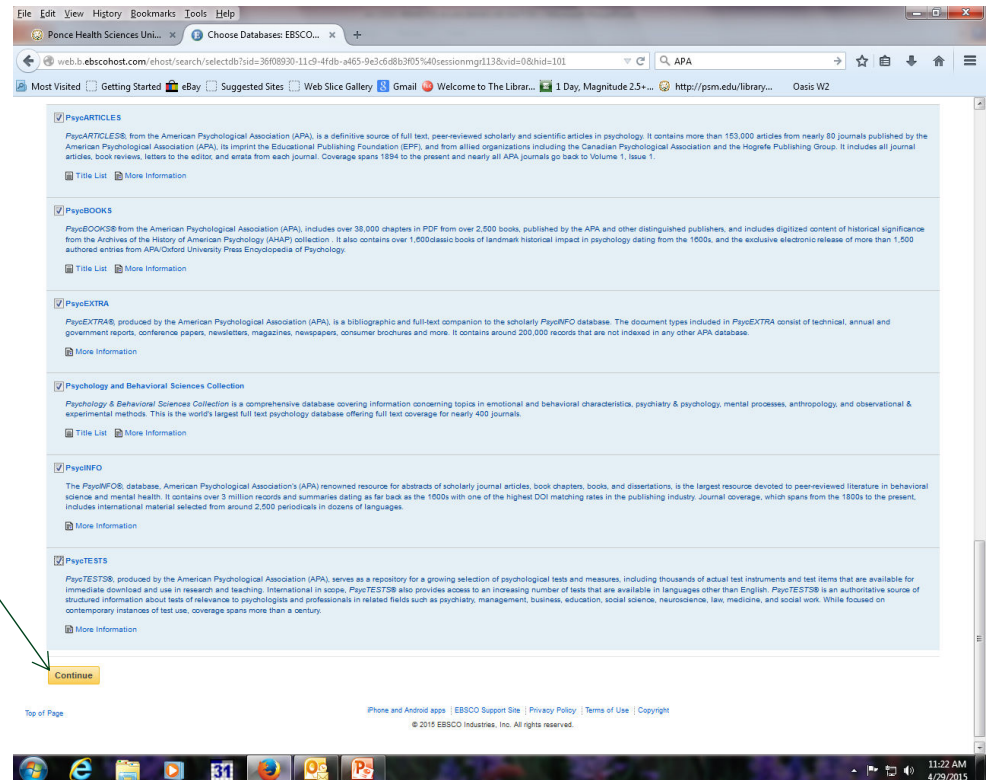 File Edit View History Bookmarks Tools Help
Ponce Health Sciences Uni... × Choose Databases: EBSCO... × +
web.b.ebscohost.com/ehost/search/selectdb?sid=36f08930-11c9-4fdb-a465-9e3c6d8b3f05%40sessionmgr113&vid=0&hid=101 APA
Most Visited Getting Started eBay Suggested Sites Web Slice Gallery Gmail Welcome to The Librar... 1 Day, Magnitude 2.5+... http://psm.edu/library... Oasis W2
PsycARTICLES
PsycARTICLES®, from the American Psychological Association (APA), is a definitive source of full text, peer-reviewed scholarly and scientific articles in psychology. It contains more than 153,000 articles from nearly 80 journals published by the
American Psychological Association (APA), its imprint the Educational Publishing Foundation (EPF), and from allied organizations including the Canadian Psychological Association and the Hogrefe Publishing Group. It includes all journal
articles, book reviews, letters to the editor, and errata from each journal. Coverage spans 1894 to the present and nearly all APA journals go back to Volume 1, Issue 1.
Title List More Information
PsycBOOKS
PsycBOOKS® from the American Psychological Association (APA), includes over 38,000 chapters in PDF from over 2,500 books, published by the APA and other distinguished publishers, and includes digitized content of historical significance
from the Archives of the History of American Psychology (AHAP) collection . It also contains over 1,600classic books of landmark historical impact in psychology dating from the 1600s, and the exclusive electronic release of more than 1,500
authored entries from APA/Oxford University Press Encyclopedia of Psychology.
Title List More Information
PsycEXTRA
PsycEXTRA®, produced by the American Psychological Association (APA), is a bibliographic and full-text companion to the scholarly PsycINFO database. The document types included in PsycEXTRA consist of technical, annual and
government reports, conference papers, newsletters, magazines, newspapers, consumer brochures and more. It contains around 200,000 records that are not indexed in any other APA database.
More Information
Psychology and Behavioral Sciences Collection
Psychology & Behavioral Sciences Collection is a comprehensive database covering information concerning topics in emotional and behavioral characteristics, psychiatry & psychology, mental processes, anthropology, and observational &
experimental methods. This is the world's largest full text psychology database offering full text coverage for nearly 400 journals.
Title List More Information
PsycINFO
The PsycINFO®, database, American Psychological Association's (APA) renowned resource for abstracts of scholarly journal articles, book chapters, books, and dissertations, is the largest resource devoted to peer-reviewed literature in behavioral
science and mental health. It contains over 3 million records and summaries dating as far back as the 1600s with one of the highest DOI matching rates in the publishing industry. Journal coverage, which spans from the 1800s to the present,
includes international material selected from around 2,500 periodicals in dozens of languages.
More Information
PsycTESTS
PsycTESTS®, produced by the American Psychological Association (APA), serves as a repository for a growing selection of psychological tests and measures, including thousands of actual test instruments and test items that are available for
immediate download and use in research and teaching. International in scope, PsycTESTS® also provides access to an increasing number of tests that are available in languages other than English. PsycTESTS® is an authoritative source of
structured information about tests of relevance to psychologists and professionals in related fields such as psychiatry, management, business, education, social science, neuroscience, law, medicine, and social work. While focused on
contemporary instances of test use, coverage spans more than a century.
More Information
Continue
Top of Page
iPhone and Android apps | EBSCO Support Site | Privacy Policy | Terms of Use | Copyright
© 2015 EBSCO Industries, Inc. All rights reserved.
31
11:22 AM
4/29/2015